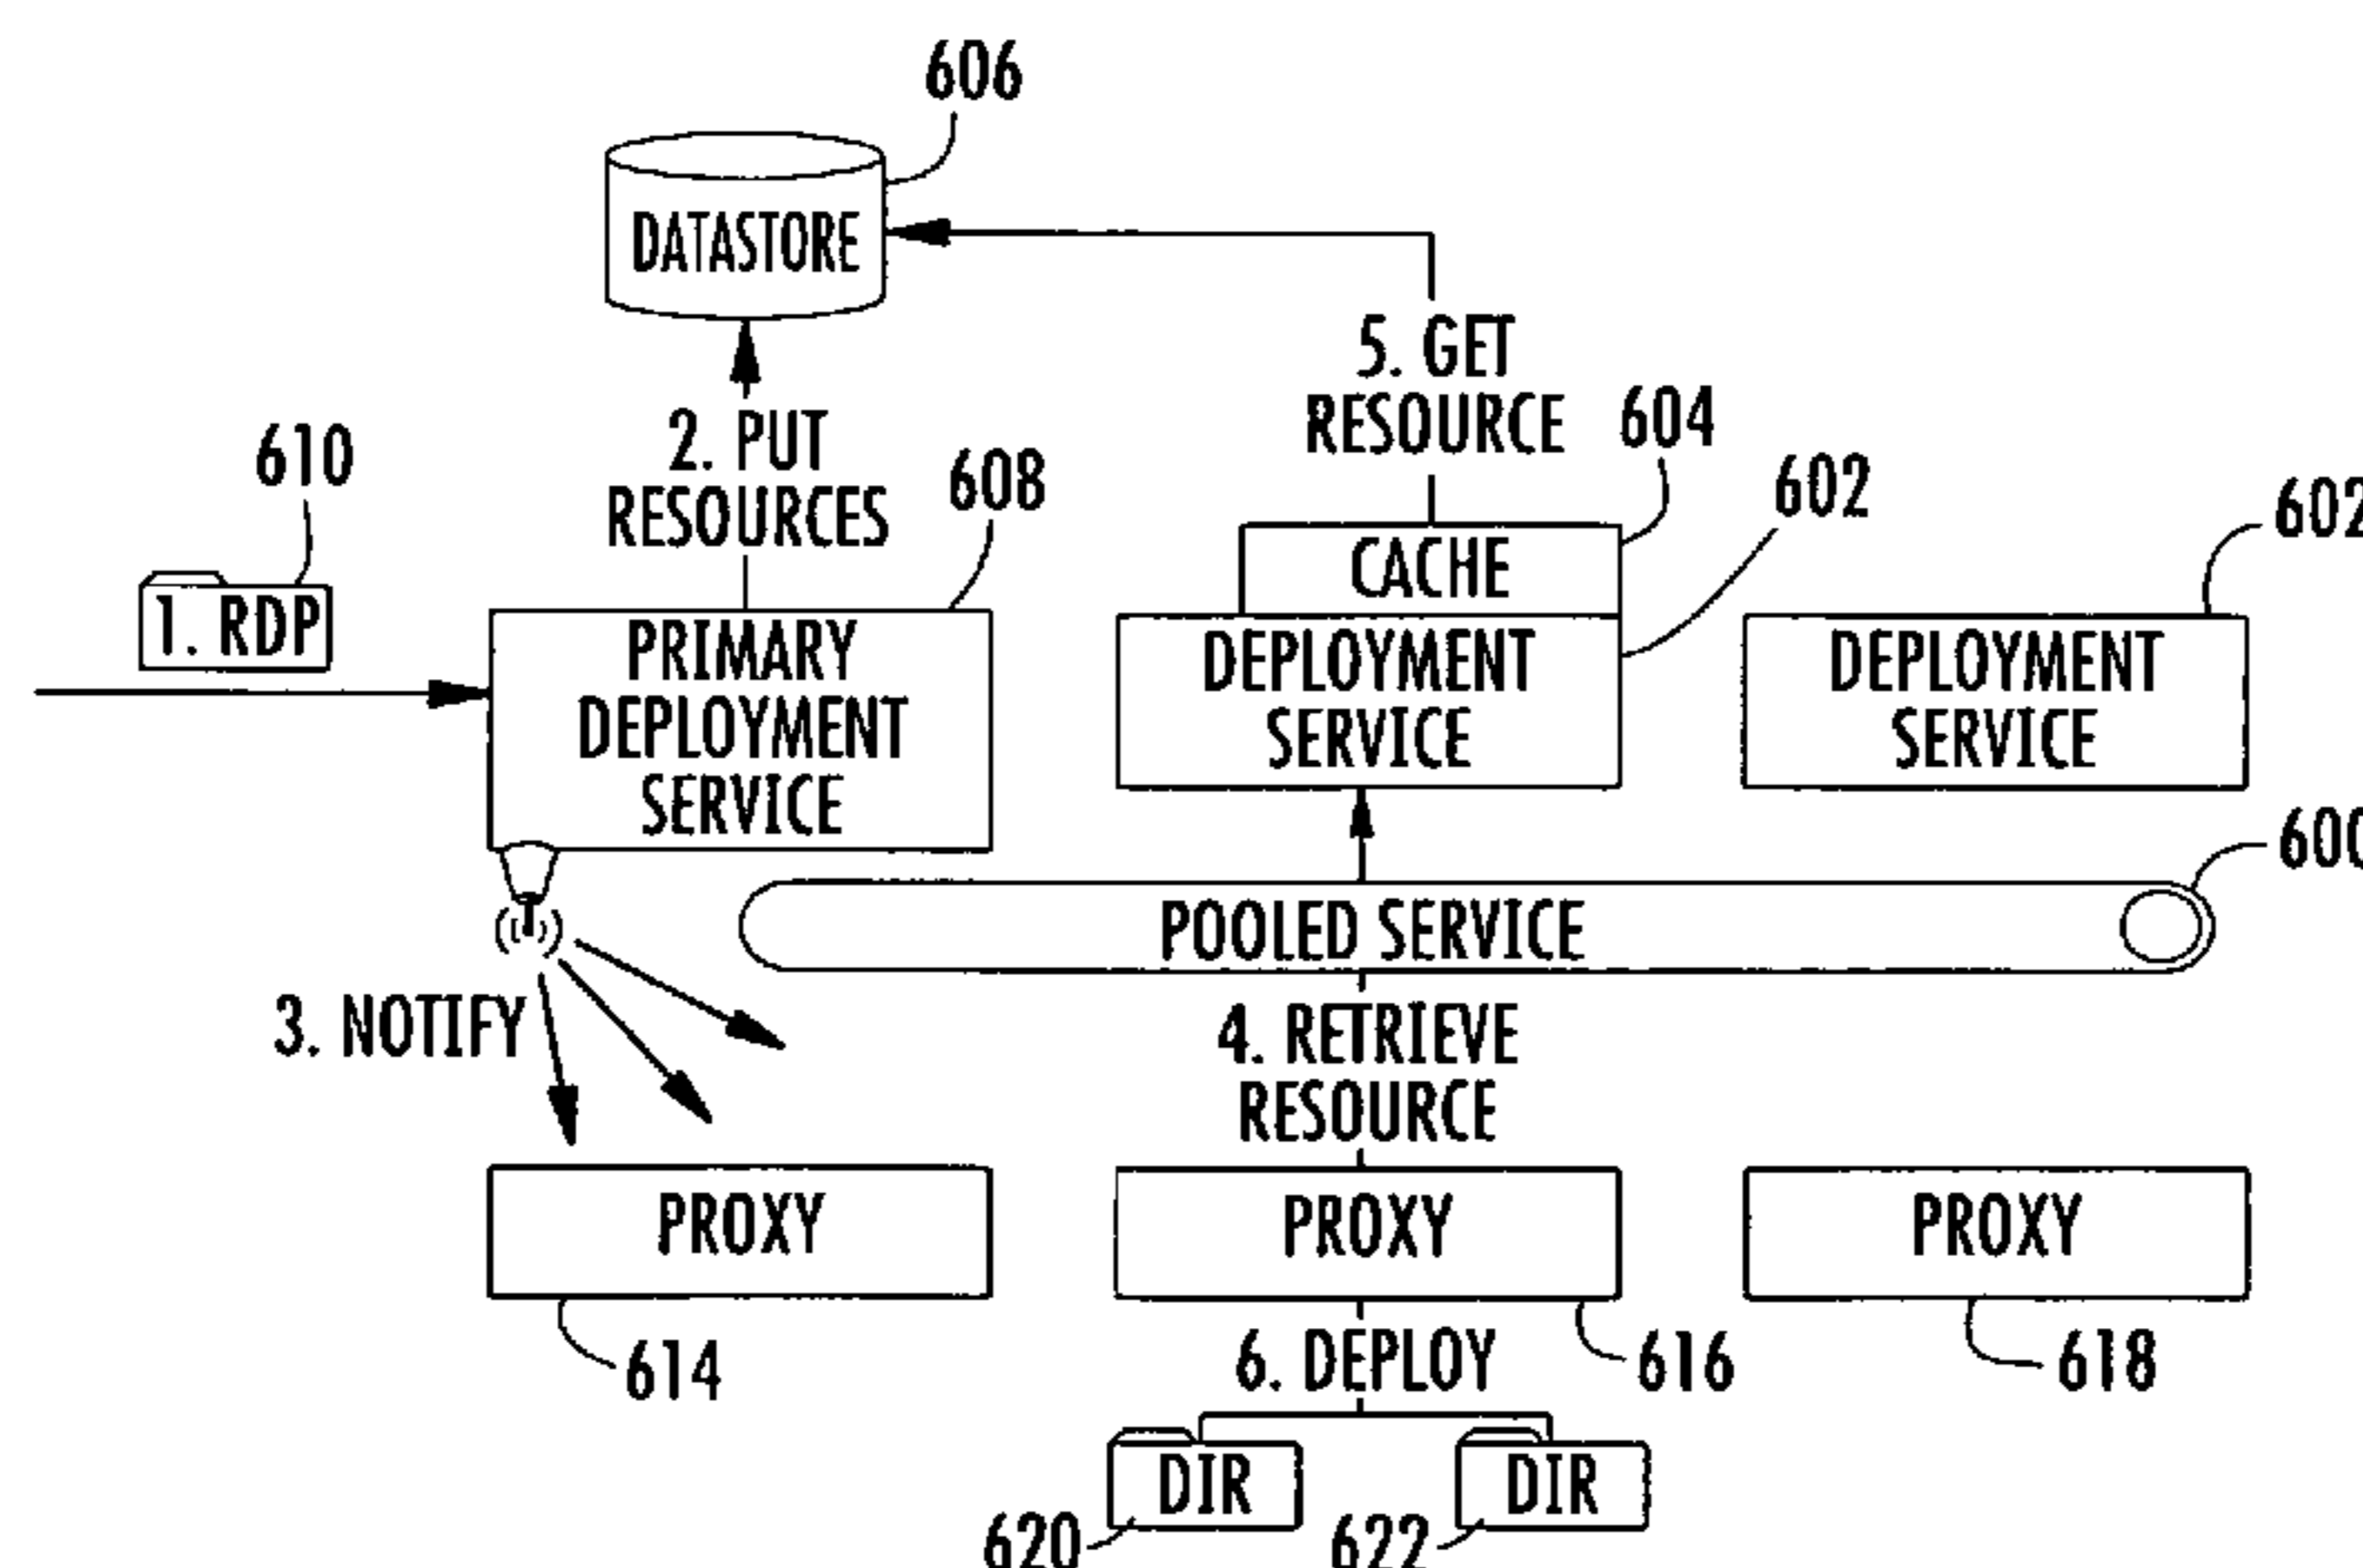 606
DATASTORE
5. GET
RESOURCE
604
602
602
610
2. PUT
RESOURCES
608
1. RDP
CACHE
PRIMARY
DEPLOYMENT
SERVICE
DEPLOYMENT
SERVICE
DEPLOYMENT
SERVICE
600
POOLED SERVICE
3. NOTIFY
4. RETRIEVE
RESOURCE
PROXY
PROXY
PROXY
614
6. DEPLOY
616
618
DIR
DIR
620
622